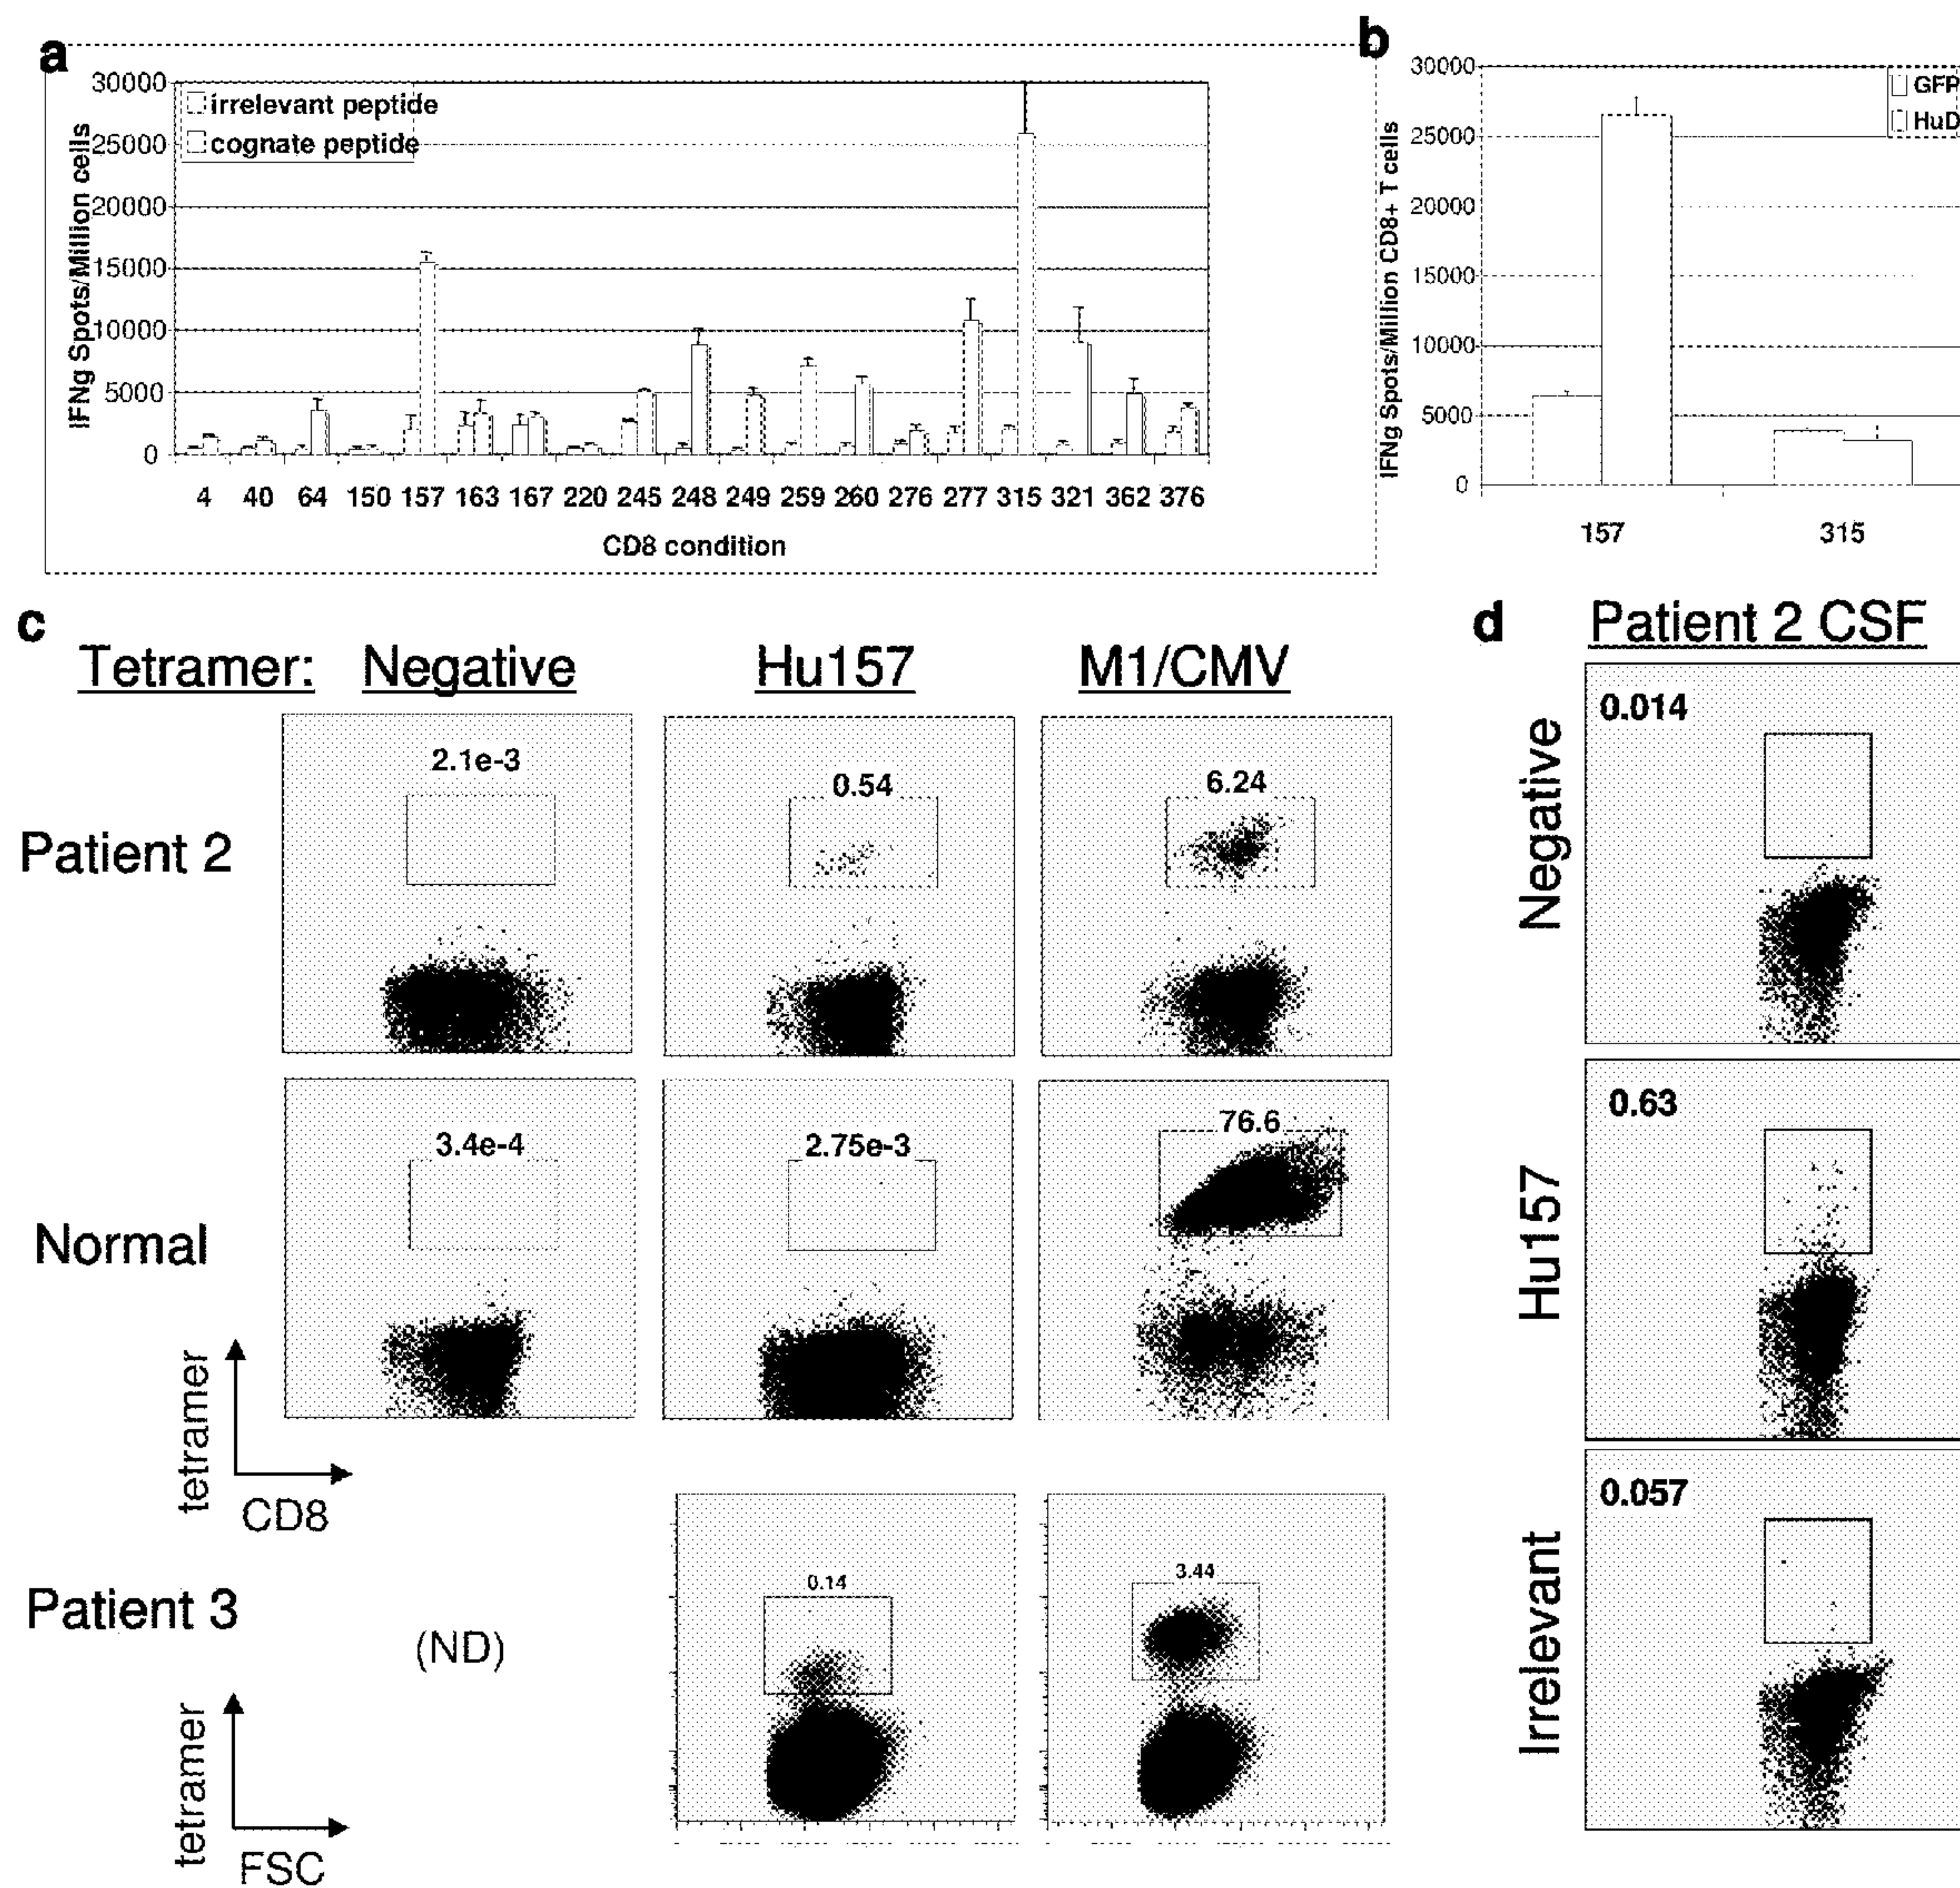 a
30000
25000
20000
15000
10000
5000
0
IFNg Spots/Million cells
irrelevant peptide
cognate peptide
4 40 64 150 157 163 167 220 245 248 249 259 260 276 277 315 321 362 376
CD8 condition
b
30000
25000
20000
15000
10000
5000
0
IFNg Spots/Million CD8+ T cells
GFP
HuD
157 315
c
Tetramer: Negative Hu157 M1/CMV
Patient 2
2.1e-3
0.54
6.24
Normal
3.4e-4
2.75e-3
76.6
tetramer
CD8
Patient 3
(ND)
0.14
3.44
tetramer
FSC
d
Patient 2 CSF
Negative
0.014
Hu157
0.63
Irrelevant
0.057